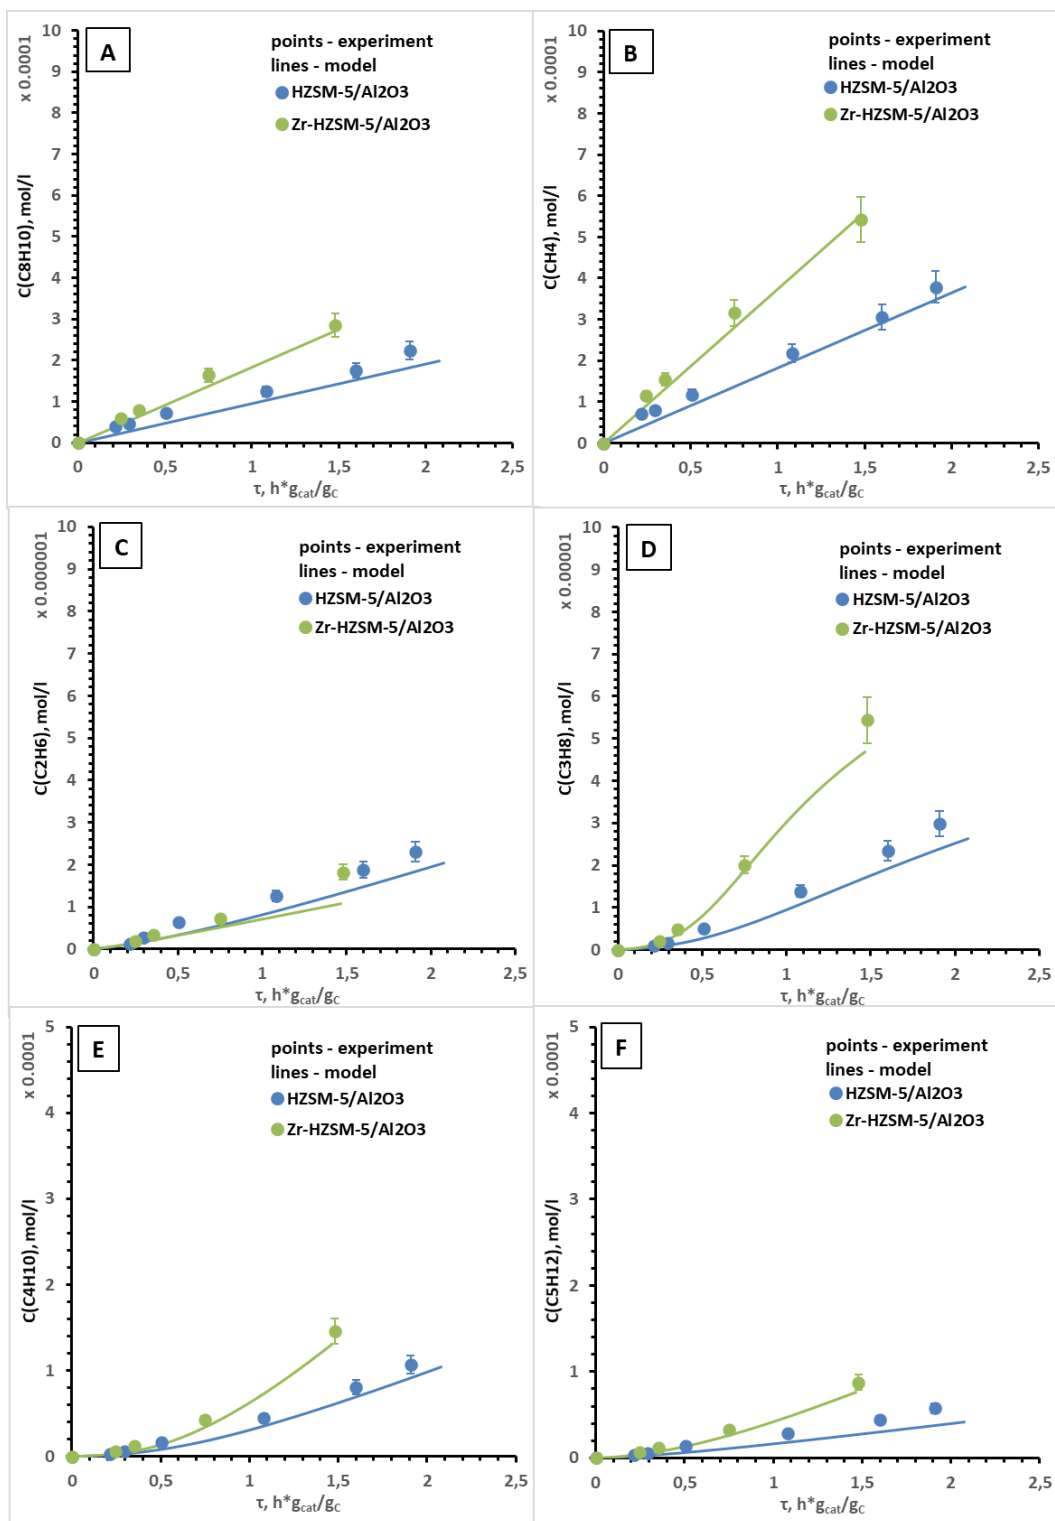 A
x 0.0001
points - experiment
lines - model
HZSM-5/Al2O3
Zr-HZSM-5/Al2O3
C(C8H10), mol/l
10
9
8
7
6
5
4
3
2
1
0
0 0,5 1 1,5 2 2,5
τ, h*gcat/gC
B
x 0.0001
points - experiment
lines - model
HZSM-5/Al2O3
Zr-HZSM-5/Al2O3
C(CH4), mol/l
10
9
8
7
6
5
4
3
2
1
0
0 0,5 1 1,5 2 2,5
τ, h*gcat/gC
C
x 0.000001
points - experiment
lines - model
HZSM-5/Al2O3
Zr-HZSM-5/Al2O3
C(C2H6), mol/l
10
9
8
7
6
5
4
3
2
1
0
0 0,5 1 1,5 2 2,5
τ, h*gcat/gC
D
x 0.00001
points - experiment
lines - model
HZSM-5/Al2O3
Zr-HZSM-5/Al2O3
C(C3H8), mol/l
10
9
8
7
6
5
4
3
2
1
0
0 0,5 1 1,5 2 2,5
τ, h*gcat/gC
E
x 0.0001
points - experiment
lines - model
HZSM-5/Al2O3
Zr-HZSM-5/Al2O3
C(C4H10), mol/l
5
4
3
2
1
0
0 0,5 1 1,5 2 2,5
τ, h*gcat/gC
F
x 0.0001
points - experiment
lines - model
HZSM-5/Al2O3
Zr-HZSM-5/Al2O3
C(C5H12), mol/l
5
4
3
2
1
0
0 0,5 1 1,5 2 2,5
τ, h*gcat/gC